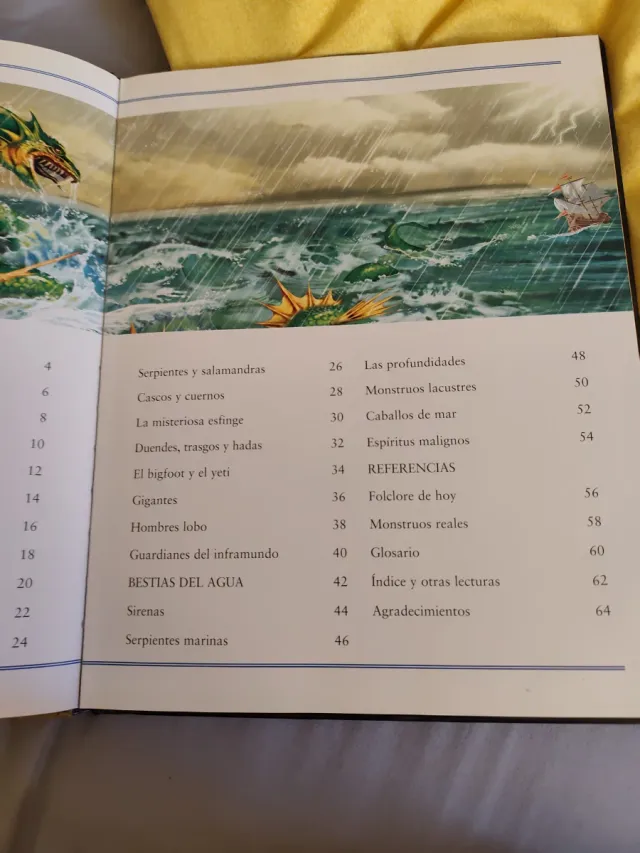 4
6
8
10
12
14
16
18
20
22
24
Serpientes y salamandras 26
Cascos y cuernos 28
La misteriosa esfinge 30
Duendes, trasgos y hadas 32
El bigfoot y el yeti 34
Gigantes 36
Hombres lobo 38
Guardianes del inframundo 40
BESTIAS DEL AGUA 42
Sirenas 44
Serpientes marinas 46
Las profundidades 48
Monstruos lacustres 50
Caballos de mar 52
Espíritus malignos 54
REFERENCIAS
Folclore de hoy 56
Monstruos reales 58
Glosario 60
Índice y otras lecturas 62
Agradecimientos 64